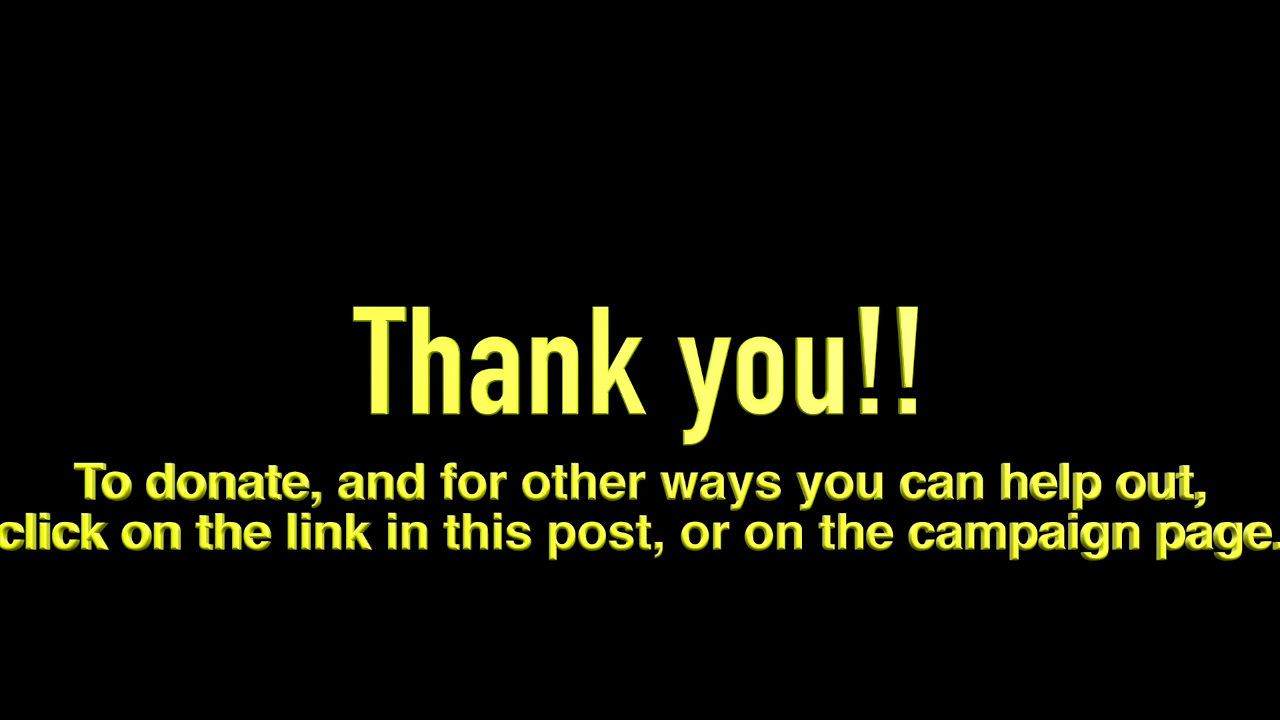 Thank you!!
To donate, and for other ways you can help out,
click on the link in this post, or on the campaign page.